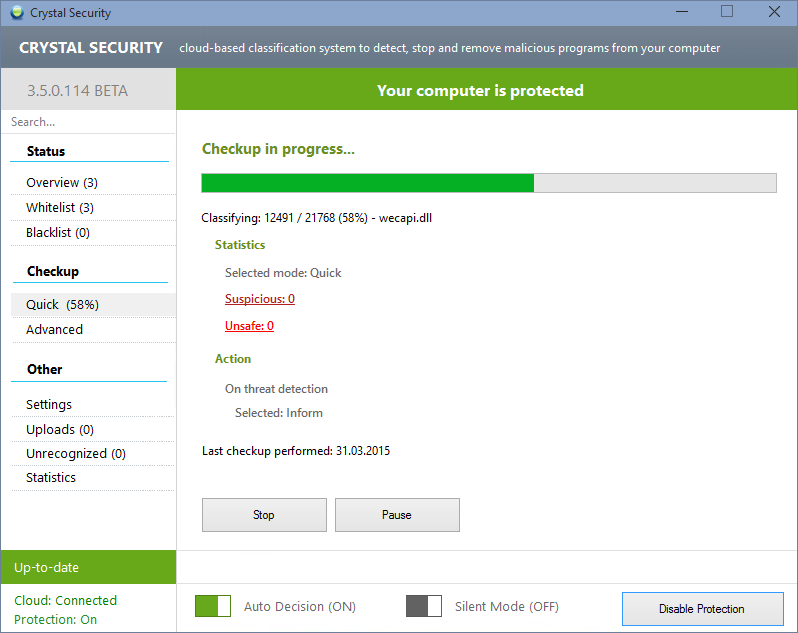 Crystal Security
CRYSTAL SECURITY cloud-based classification system to detect, stop and remove malicious programs from your computer
3.5.0.114 BETA
Your computer is protected
Search...
Status
Overview (3)
Whitelist (3)
Blacklist (0)
Checkup
Quick (58%)
Advanced
Other
Settings
Uploads (0)
Unrecognized (0)
Statistics
Checkup in progress...
Classifying: 12491 / 21768 (58%) - wecapi.dll
Statistics
Selected mode: Quick
Suspicious: 0
Unsafe: 0
Action
On threat detection
Selected: Inform
Last checkup performed: 31.03.2015
Stop Pause
Up-to-date
Cloud: Connected
Protection: On
Auto Decision (ON) Silent Mode (OFF) Disable Protection